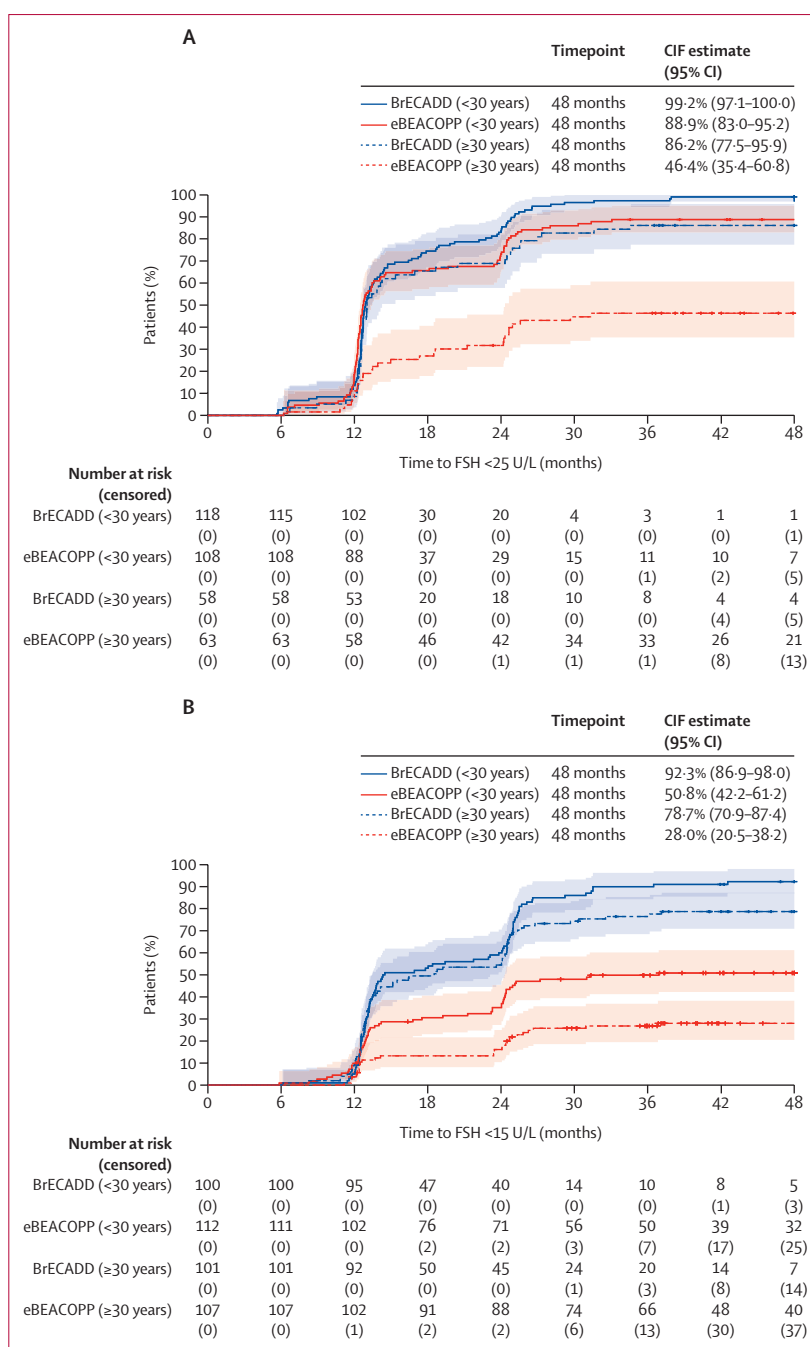 A
Timepoint CIF estimate
(95% CI)
BrECADD (<30 years) 48 months 99·2% (97·1–100·0)
eBEACOPP (<30 years) 48 months 88·9% (83·0–95·2)
BrECADD (≥30 years) 48 months 86·2% (77·5–95·9)
eBEACOPP (≥30 years) 48 months 46·4% (35·4–60·8)
100
90
80
70
60
50
40
30
20
10
0
Patients (%)
0 6 12 18 24 30 36 42 48
Time to FSH <25 U/L (months)
Number at risk
(censored)
BrECADD (<30 years) 118 115 102 30 20 4 3 1 1
(0) (0) (0) (0) (0) (0) (0) (0) (1)
eBEACOPP (<30 years) 108 108 88 37 29 15 11 10 7
(0) (0) (0) (0) (0) (0) (1) (2) (5)
BrECADD (≥30 years) 58 58 53 20 18 10 8 4 4
(0) (0) (0) (0) (0) (0) (0) (4) (5)
eBEACOPP (≥30 years) 63 63 58 46 42 34 33 26 21
(0) (0) (0) (0) (1) (1) (1) (8) (13)
B
Timepoint CIF estimate
(95% CI)
BrECADD (<30 years) 48 months 92·3% (86·9–98·0)
eBEACOPP (<30 years) 48 months 50·8% (42·2–61·2)
BrECADD (≥30 years) 48 months 78·7% (70·9–87·4)
eBEACOPP (≥30 years) 48 months 28·0% (20·5–38·2)
100
90
80
70
60
50
40
30
20
10
0
Patients (%)
0 6 12 18 24 30 36 42 48
Time to FSH <15 U/L (months)
Number at risk
(censored)
BrECADD (<30 years) 100 100 95 47 40 14 10 8 5
(0) (0) (0) (0) (0) (0) (0) (1) (3)
eBEACOPP (<30 years) 112 111 102 76 71 56 50 39 32
(0) (0) (0) (2) (2) (3) (7) (17) (25)
BrECADD (≥30 years) 101 101 92 50 45 24 20 14 7
(0) (0) (0) (0) (0) (1) (3) (8) (14)
eBEACOPP (≥30 years) 107 107 102 91 88 74 66 48 40
(0) (0) (1) (2) (2) (6) (13) (30) (37)